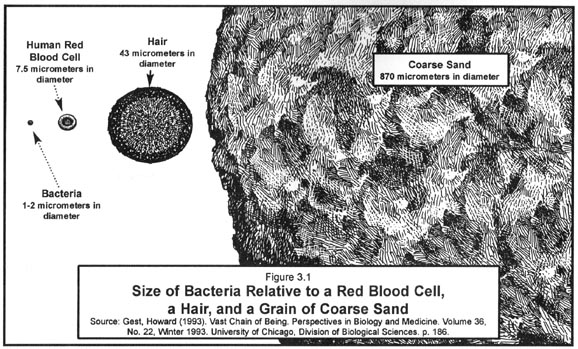 Human Red
Blood Cell
7.5 micrometers in
diameter
Hair
43 micrometers in
diameter
Coarse Sand
870 micrometers in diameter
Bacteria
1-2 micrometers in
diameter
Figure 3.1
Size of Bacteria Relative to a Red Blood Cell,
a Hair, and a Grain of Coarse Sand
Source: Gest, Howard (1993). Vast Chain of Being. Perspectives in Biology and Medicine. Volume 36,
No. 22, Winter 1993. University of Chicago, Division of Biological Sciences. p. 186.